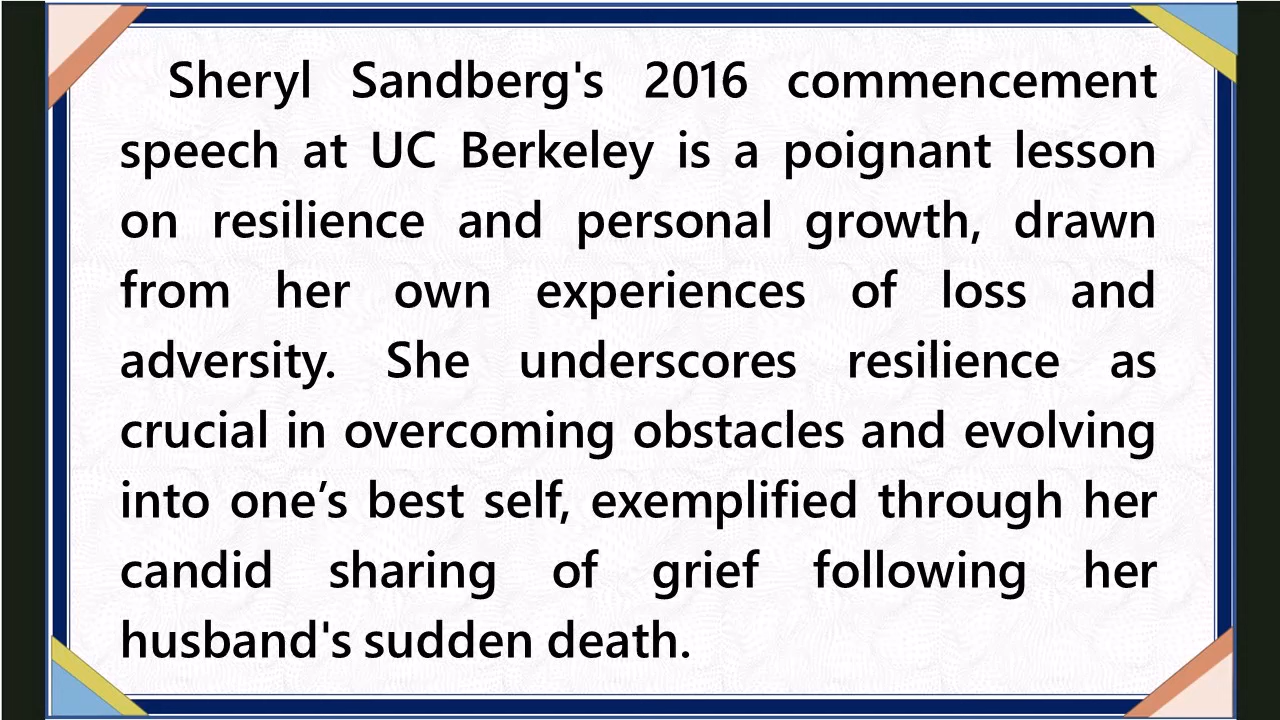 Sheryl Sandberg's 2016 commencement
speech at UC Berkeley is a poignant lesson
on resilience and personal growth, drawn
from her own experiences of loss and
adversity. She underscores resilience as
crucial in overcoming obstacles and evolving
into one’s best self, exemplified through her
candid sharing of grief following her
husband's sudden death.